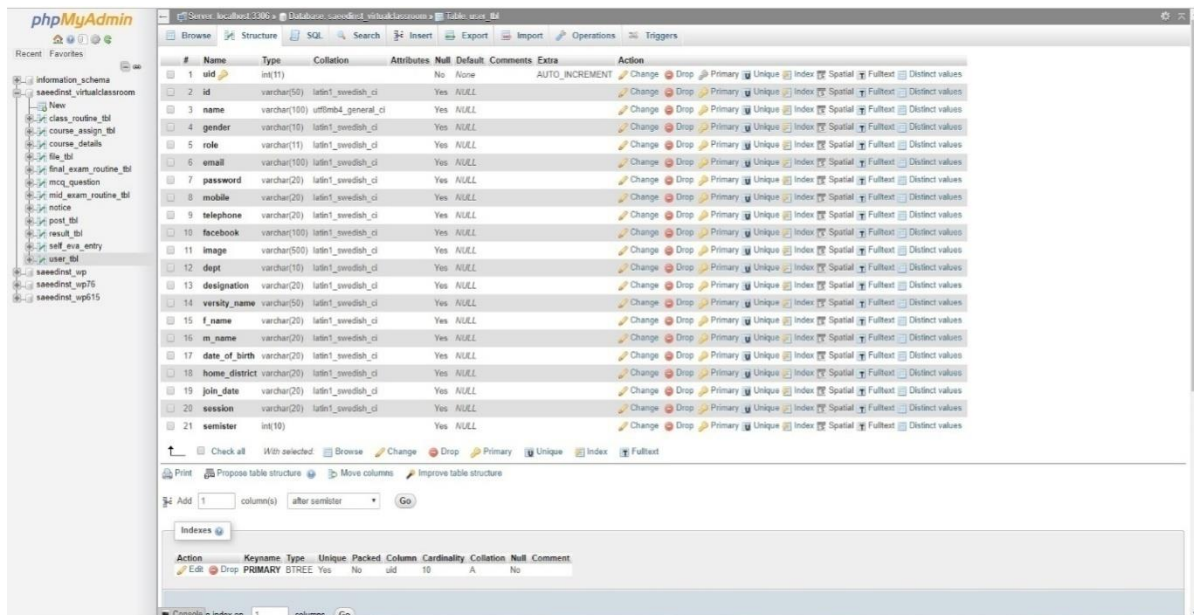 phpMyAdmin
Recent Favorites
information_schema
saeedinst_virtualclassroom
New
class_routine_tbl
course_assign_tbl
course_details
file_tbl
final_exam_routine_tbl
mcq_question
mid_exam_routine_tbl
notice
post_tbl
result_tbl
self_eva_entry
user_tbl
saeedinst_wp
saeedinst_wp76
saeedinst_wp615
Server: localhost:3306 » Database: saeedinst_virtualclassroom » Table: user_tbl
Browse Structure SQL Search Insert Export Import Operations Triggers
# Name Type Collation Attributes Null Default Comments Extra Action
1 uid int(11) No None AUTO_INCREMENT Change Drop Primary Unique Index Spatial Fulltext Distinct values
2 id varchar(50) latin1_swedish_ci Yes NULL Change Drop Primary Unique Index Spatial Fulltext Distinct values
3 name varchar(100) utf8mb4_general_ci Yes NULL Change Drop Primary Unique Index Spatial Fulltext Distinct values
4 gender varchar(10) latin1_swedish_ci Yes NULL Change Drop Primary Unique Index Spatial Fulltext Distinct values
5 role varchar(11) latin1_swedish_ci Yes NULL Change Drop Primary Unique Index Spatial Fulltext Distinct values
6 email varchar(100) latin1_swedish_ci Yes NULL Change Drop Primary Unique Index Spatial Fulltext Distinct values
7 password varchar(20) latin1_swedish_ci Yes NULL Change Drop Primary Unique Index Spatial Fulltext Distinct values
8 mobile varchar(20) latin1_swedish_ci Yes NULL Change Drop Primary Unique Index Spatial Fulltext Distinct values
9 telephone varchar(20) latin1_swedish_ci Yes NULL Change Drop Primary Unique Index Spatial Fulltext Distinct values
10 facebook varchar(100) latin1_swedish_ci Yes NULL Change Drop Primary Unique Index Spatial Fulltext Distinct values
11 image varchar(500) latin1_swedish_ci Yes NULL Change Drop Primary Unique Index Spatial Fulltext Distinct values
12 dept varchar(10) latin1_swedish_ci Yes NULL Change Drop Primary Unique Index Spatial Fulltext Distinct values
13 designation varchar(20) latin1_swedish_ci Yes NULL Change Drop Primary Unique Index Spatial Fulltext Distinct values
14 versity_name varchar(50) latin1_swedish_ci Yes NULL Change Drop Primary Unique Index Spatial Fulltext Distinct values
15 f_name varchar(20) latin1_swedish_ci Yes NULL Change Drop Primary Unique Index Spatial Fulltext Distinct values
16 m_name varchar(20) latin1_swedish_ci Yes NULL Change Drop Primary Unique Index Spatial Fulltext Distinct values
17 date_of_birth varchar(20) latin1_swedish_ci Yes NULL Change Drop Primary Unique Index Spatial Fulltext Distinct values
18 home_district varchar(20) latin1_swedish_ci Yes NULL Change Drop Primary Unique Index Spatial Fulltext Distinct values
19 join_date varchar(20) latin1_swedish_ci Yes NULL Change Drop Primary Unique Index Spatial Fulltext Distinct values
20 session varchar(20) latin1_swedish_ci Yes NULL Change Drop Primary Unique Index Spatial Fulltext Distinct values
21 semister int(10) Yes NULL Change Drop Primary Unique Index Spatial Fulltext Distinct values
Check all With selected: Browse Change Drop Primary Unique Index Fulltext
Print Propose table structure Move columns Improve table structure
Add 1 column(s) after semister Go
Indexes
Action Keyname Type Unique Packed Column Cardinality Collation Null Comment
Edit Drop PRIMARY BTREE Yes No uid 10 A No
Console index on 1 columns Go